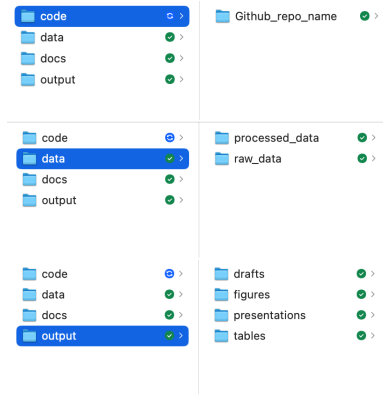 code
data
docs
output
Github_repo_name
code
data
docs
output
processed_data
raw_data
code
data
docs
output
drafts
figures
presentations
tables